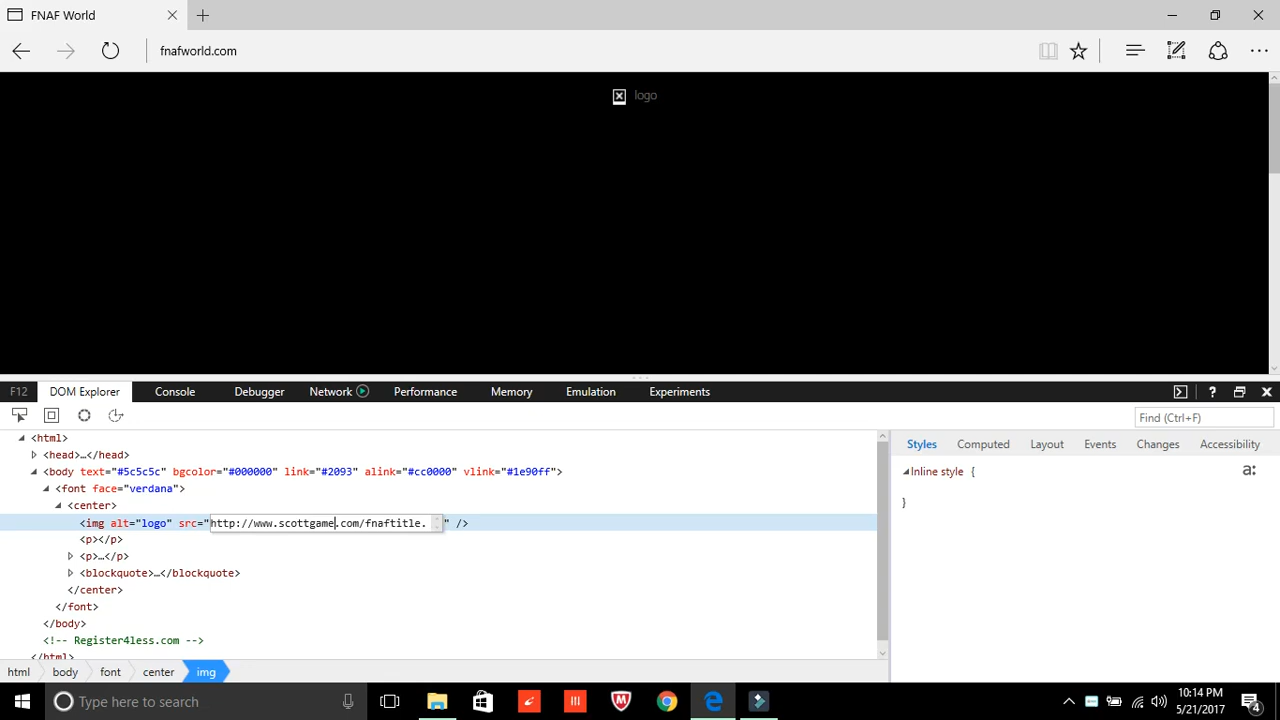 FNAF World
fnafworld.com
logo
F12 DOM Explorer Console Debugger Network Performance Memory Emulation Experiments
Find (Ctrl+F)
<html>
<head>…</head>
<body text="#5c5c5c" bgcolor="#000000" link="#2093" alink="#cc0000" vlink="#1e90ff">
<font face="verdana">
<center>
<img alt="logo" src="http://www.scottgame.com/fnaftitle. " />
<p></p>
<p>…</p>
<blockquote>…</blockquote>
</center>
</font>
</body>
<!-- Register4less.com -->
</html>
Styles Computed Layout Events Changes Accessibility
Inline style {
a:
}
html body font center img
Type here to search
10:14 PM
5/21/2017
4